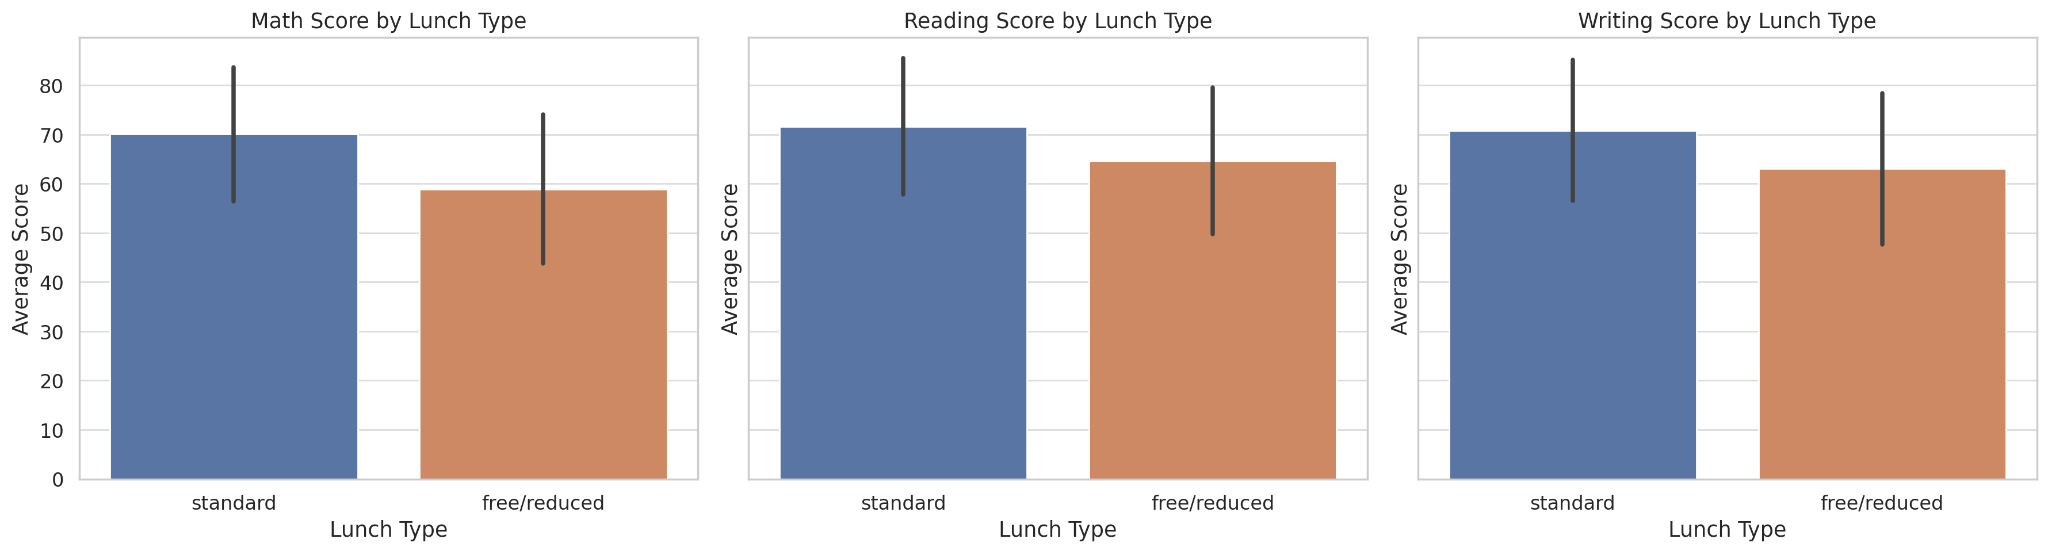 Math Score by Lunch Type
Average Score
80
70
60
50
40
30
20
10
0
standard free/reduced
Lunch Type
Reading Score by Lunch Type
Average Score
standard free/reduced
Lunch Type
Writing Score by Lunch Type
Average Score
standard free/reduced
Lunch Type